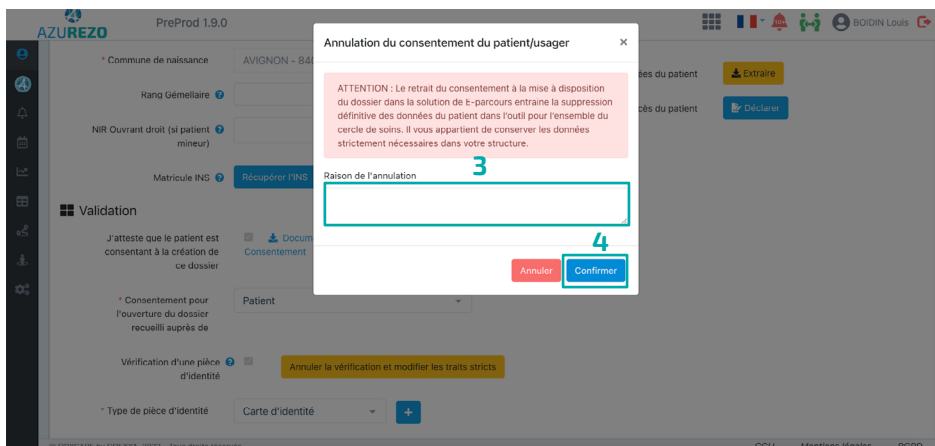 PreProd 1.9.0
AZUREZO
BOIDIN Louis
* Commune de naissance
AVIGNON - 840
Rang Gémellaire
NIR Ouvrant droit (si patient
mineur)
Matricule INS
Récupérer l'INS
ées du patient
Extraire
cès du patient
Déclarer
Annulation du consentement du patient/usager ×
ATTENTION : Le retrait du consentement à la mise à disposition
du dossier dans la solution de E-parcours entraine la suppression
définitive des données du patient dans l'outil pour l'ensemble du
cercle de soins. Il vous appartient de conserver les données
strictement nécessaires dans votre structure.
3
Raison de l'annulation
4
Annuler
Confirmer
Validation
J'atteste que le patient est
consentant à la création de
ce dossier
Docum
Consentement
* Consentement pour
l'ouverture du dossier
recueilli auprès de
Patient
Vérification d'une pièce
d'identité
Annuler la vérification et modifier les traits stricts
* Type de pièce d'identité
Carte d'identité
+
CGU
Mentions légales
RGPD